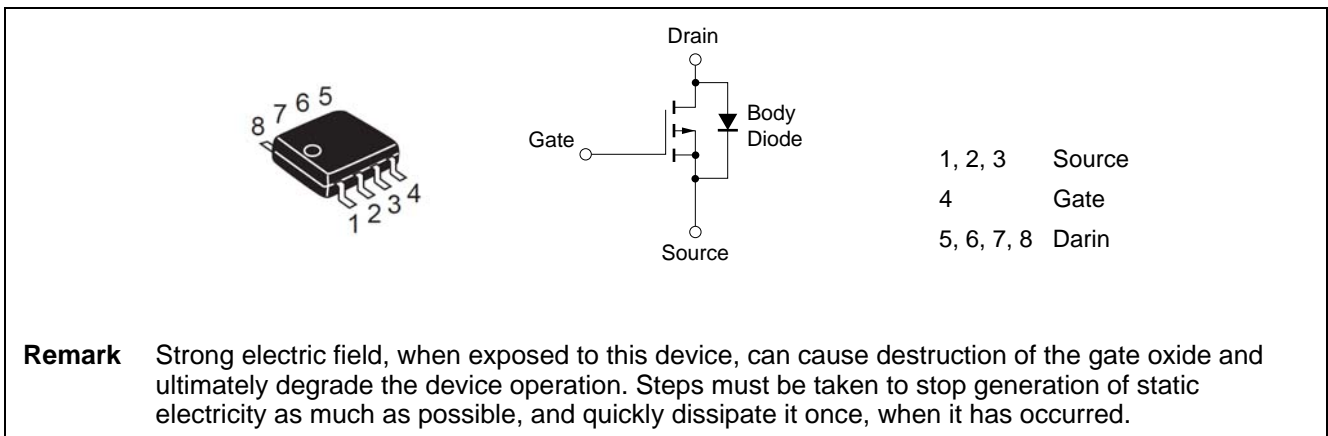 8 7 6 5
1 2 3 4
Drain
Gate
Body
Diode
Source
1, 2, 3 Source
4 Gate
5, 6, 7, 8 Darin
Remark Strong electric field, when exposed to this device, can cause destruction of the gate oxide and
ultimately degrade the device operation. Steps must be taken to stop generation of static
electricity as much as possible, and quickly dissipate it once, when it has occurred.